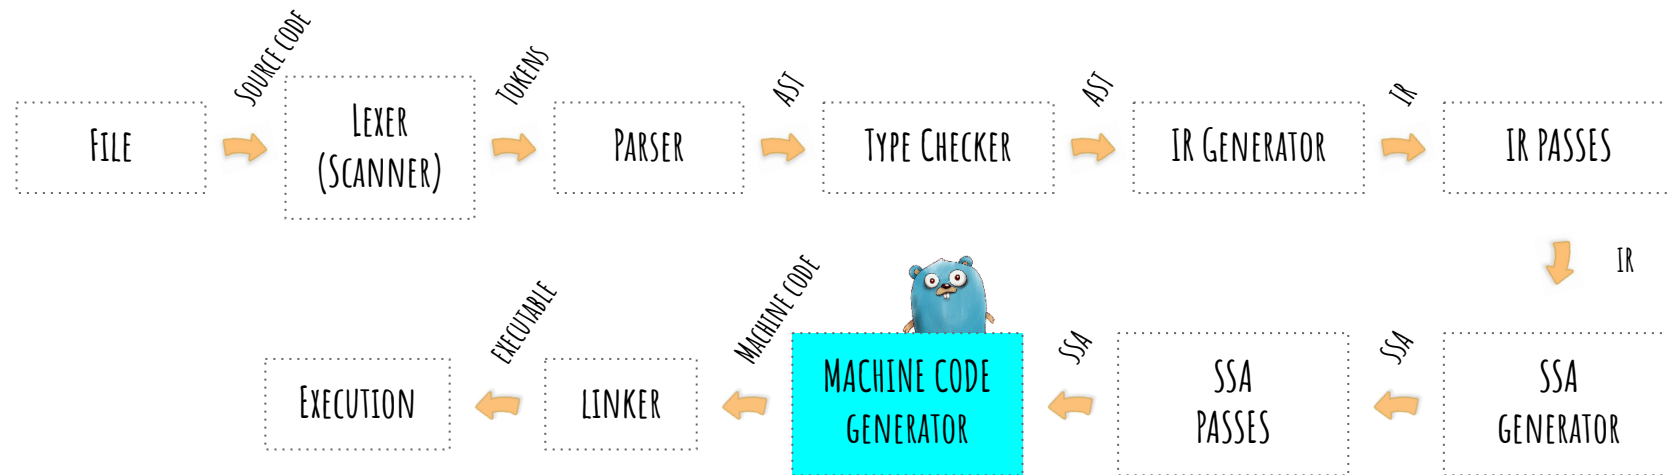 Source code
Tokens
AST
AST
IR
File
Lexer
(Scanner)
Parser
Type Checker
IR Generator
IR PASSES
IR
executable
Machine code
SSA
SSA
Execution
linker
MACHINE CODE
generator
SSA
PASSES
SSA
generator